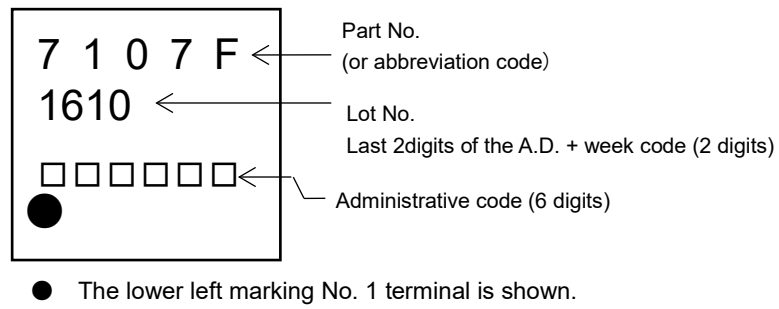 7 1 0 7 F
Part No.
(or abbreviation code)
1610
Lot No.
Last 2digits of the A.D. + week code (2 digits)
□□□□□□
Administrative code (6 digits)
● The lower left marking No. 1 terminal is shown.